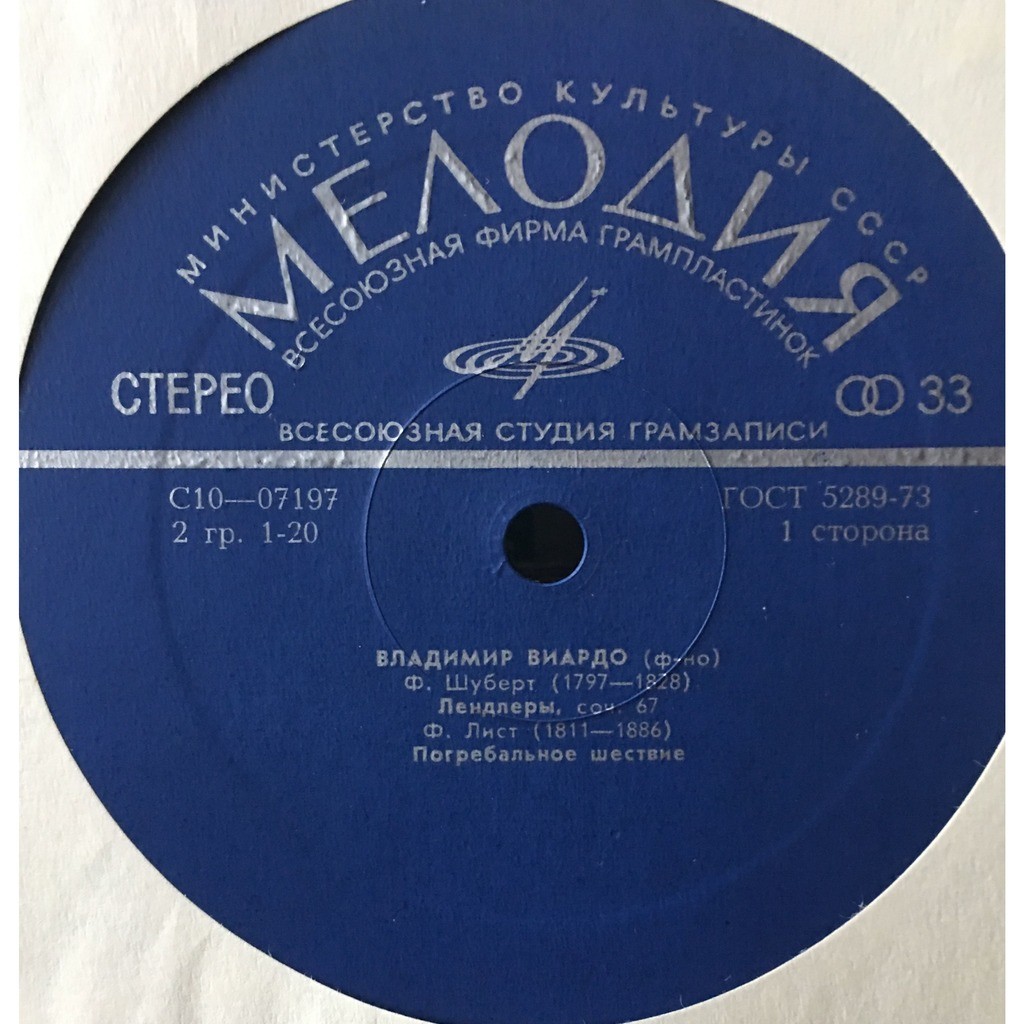 МИНИСТЕРСТВО КУЛЬТУРЫ СССР
МЕЛОДИЯ
ВСЕСОЮЗНАЯ ФИРМА ГРАМПЛАСТИНОК
СТЕРЕО
33
ВСЕСОЮЗНАЯ СТУДИЯ ГРАМЗАПИСИ
С10—07197
ГОСТ 5289-73
2 гр. 1-20
1 сторона
ВЛАДИМИР ВИАРДО (ф-но)
Ф. Шуберт (1797—1828)
Лендлеры, соч. 67
Ф. Лист (1811—1886)
Погребальное шествие